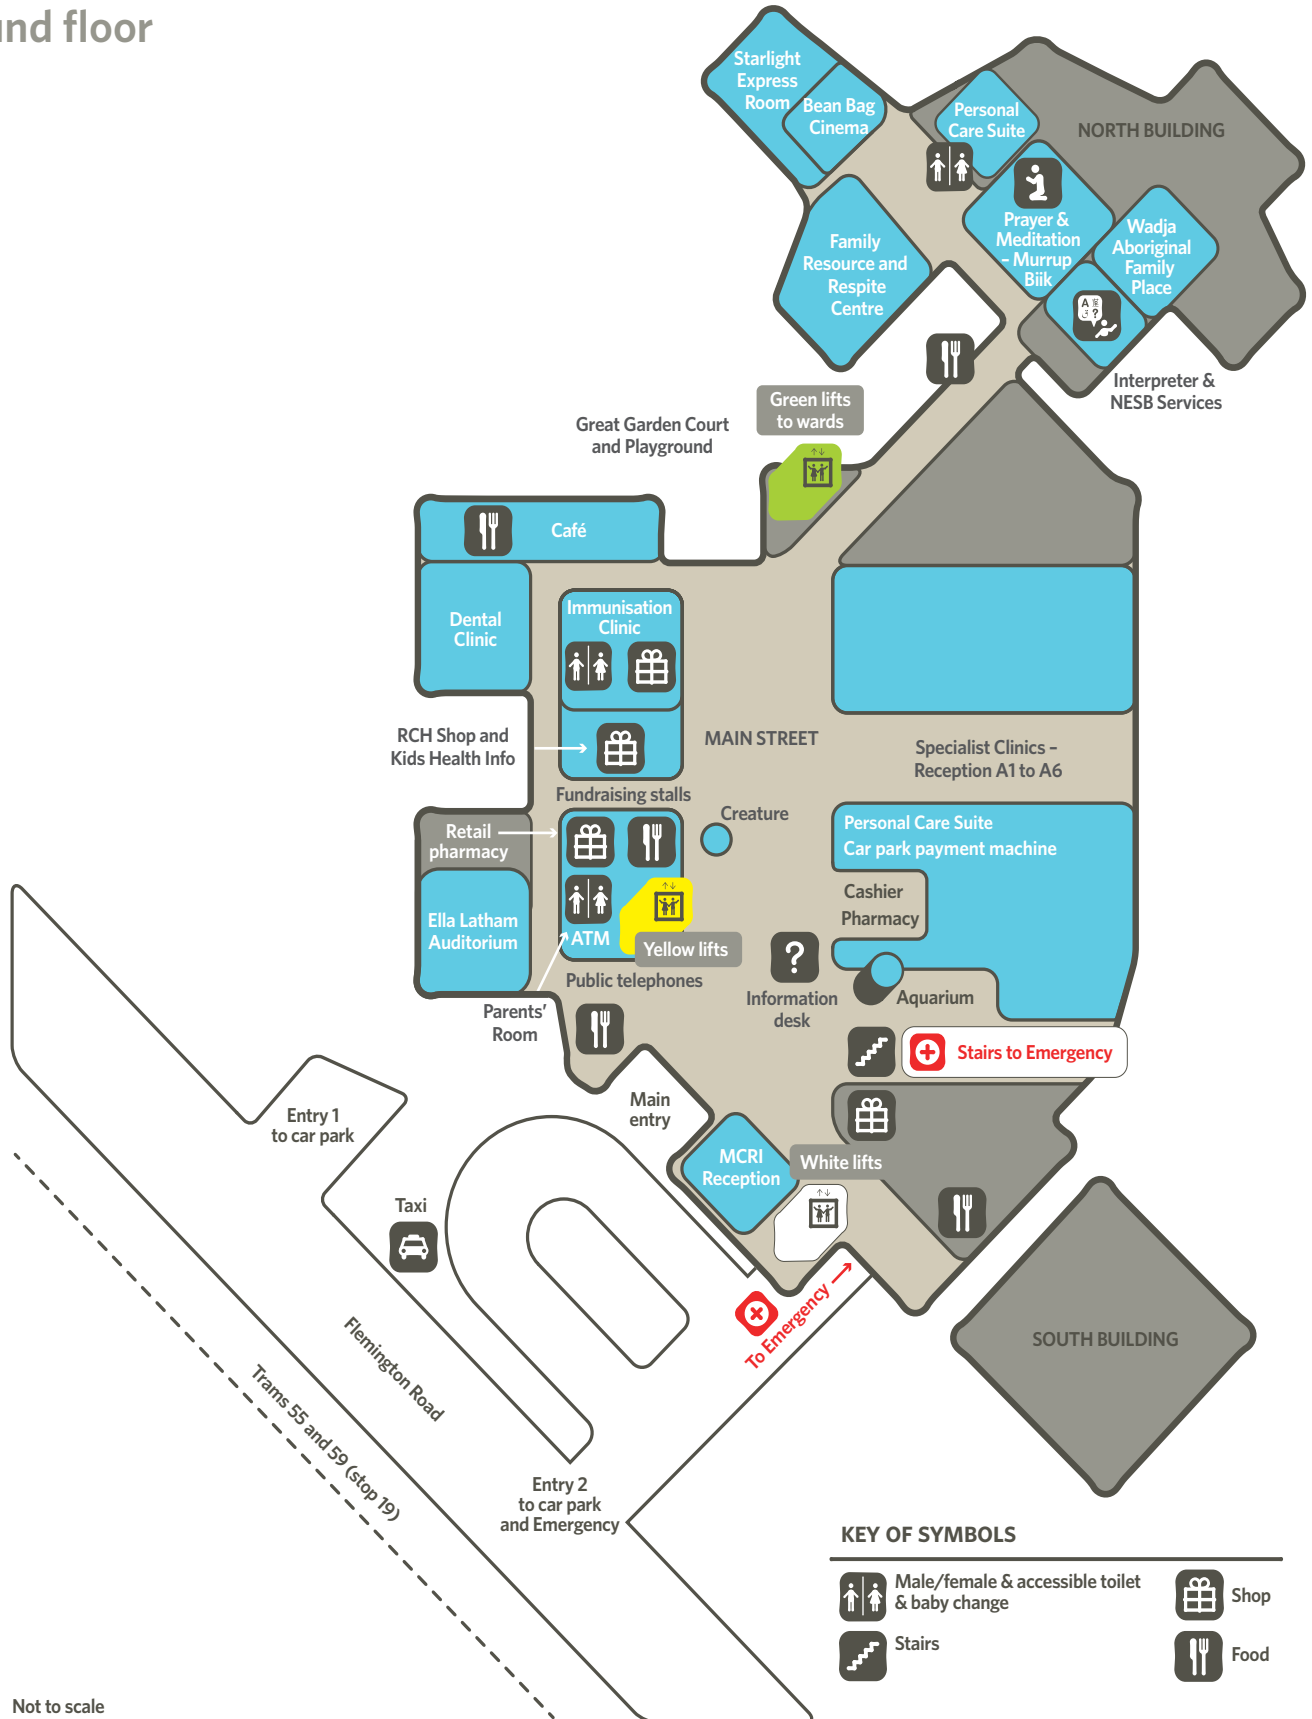 und floor
Starlight
Express
Room
Bean Bag
Cinema
Personal
Care Suite
NORTH BUILDING
Prayer &
Meditation
– Murrup
Biik
Wadja
Aboriginal
Family
Place
Family
Resource and
Respite
Centre
Interpreter &
NESB Services
Green lifts
to wards
Great Garden Court
and Playground
Café
Dental
Clinic
Immunisation
Clinic
RCH Shop and
Kids Health Info
MAIN STREET
Specialist Clinics –
Reception A1 to A6
Fundraising stalls
Creature
Retail
pharmacy
Personal Care Suite
Car park payment machine
Cashier
Pharmacy
Ella Latham
Auditorium
ATM
Yellow lifts
Public telephones
Information
desk
Aquarium
Parents’
Room
Stairs to Emergency
Main
entry
Entry 1
to car park
MCRI
Reception
White lifts
Taxi
To Emergency
SOUTH BUILDING
Flemington Road
Trams 55 and 59 (stop 19)
Entry 2
to car park
and Emergency
KEY OF SYMBOLS
Male/female & accessible toilet
& baby change
Shop
Stairs
Food
Not to scale